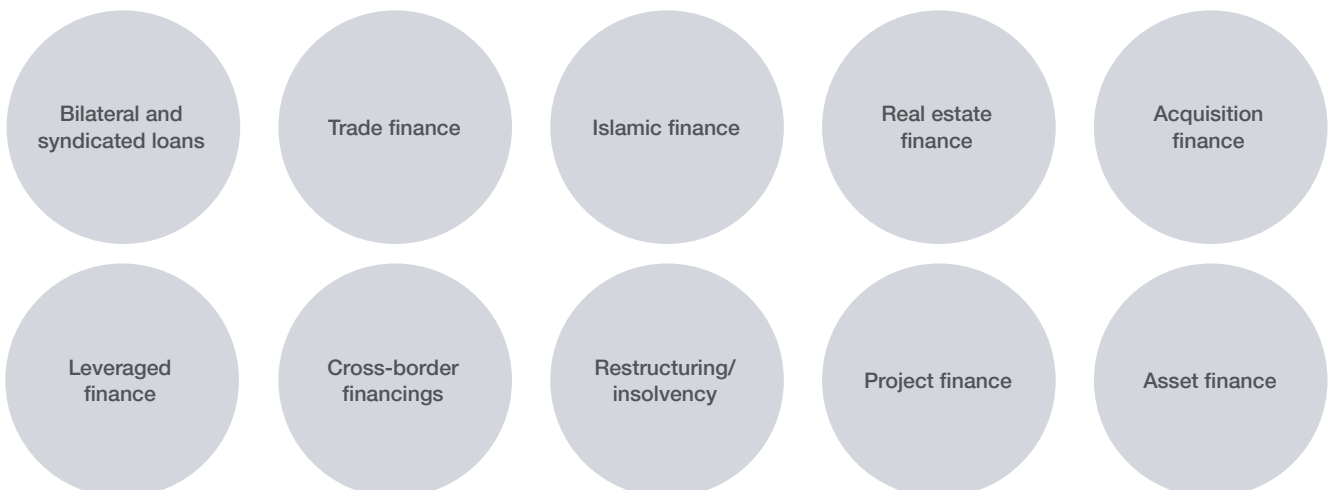 Bilateral and
syndicated loans
Trade finance
Islamic finance
Real estate
finance
Acquisition
finance
Leveraged
finance
Cross-border
financings
Restructuring/
insolvency
Project finance
Asset finance